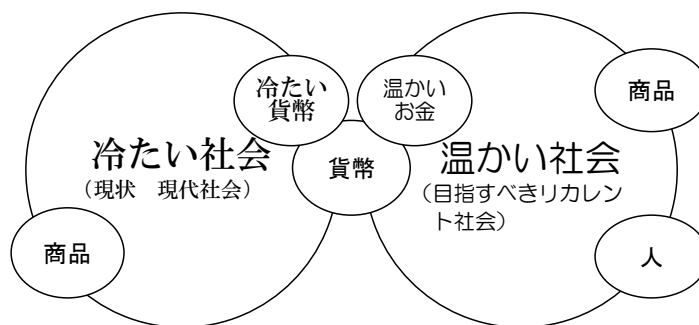 冷たい
貨幣
温かい
お金
商品
冷たい社会
（現状　現代社会）
貨幣
温かい社会
（目指すべきリカレン
ト社会）
商品
人